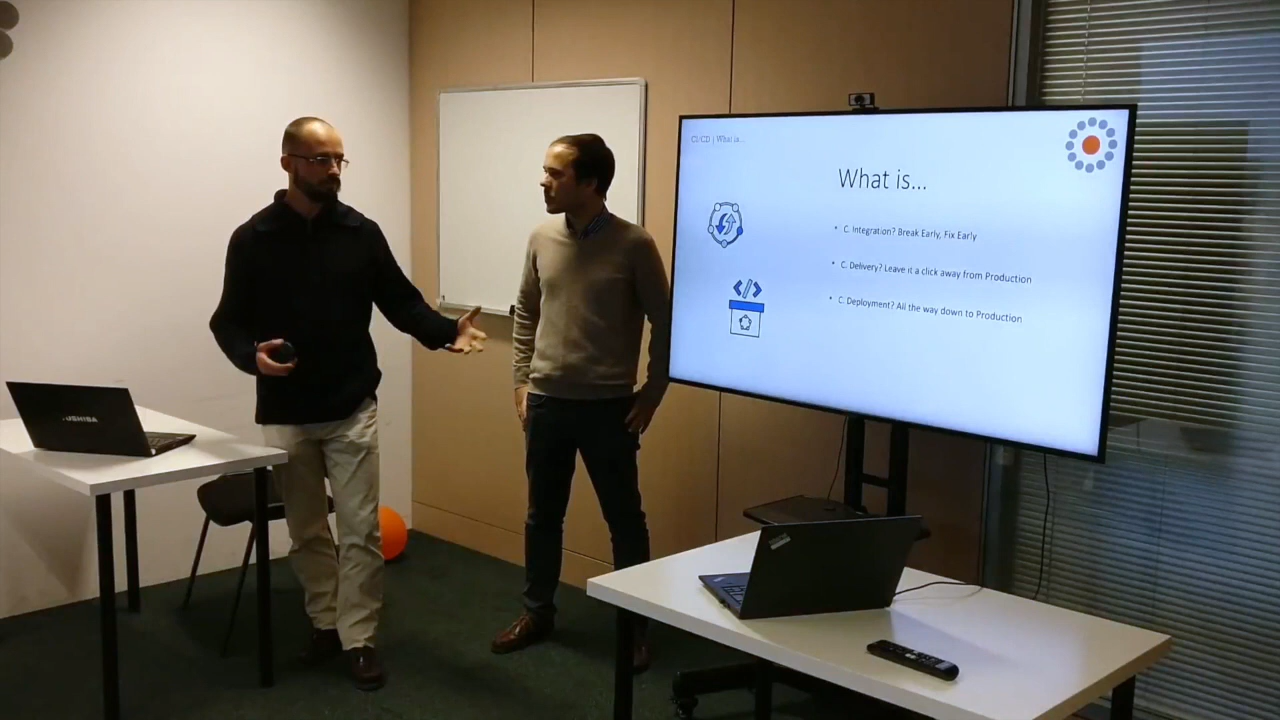 CI/CD | What is...
What is...
• C. Integration? Break Early, Fix Early
• C. Delivery? Leave it a click away from Production
• C. Deployment? All the way down to Production
TOSHIBA